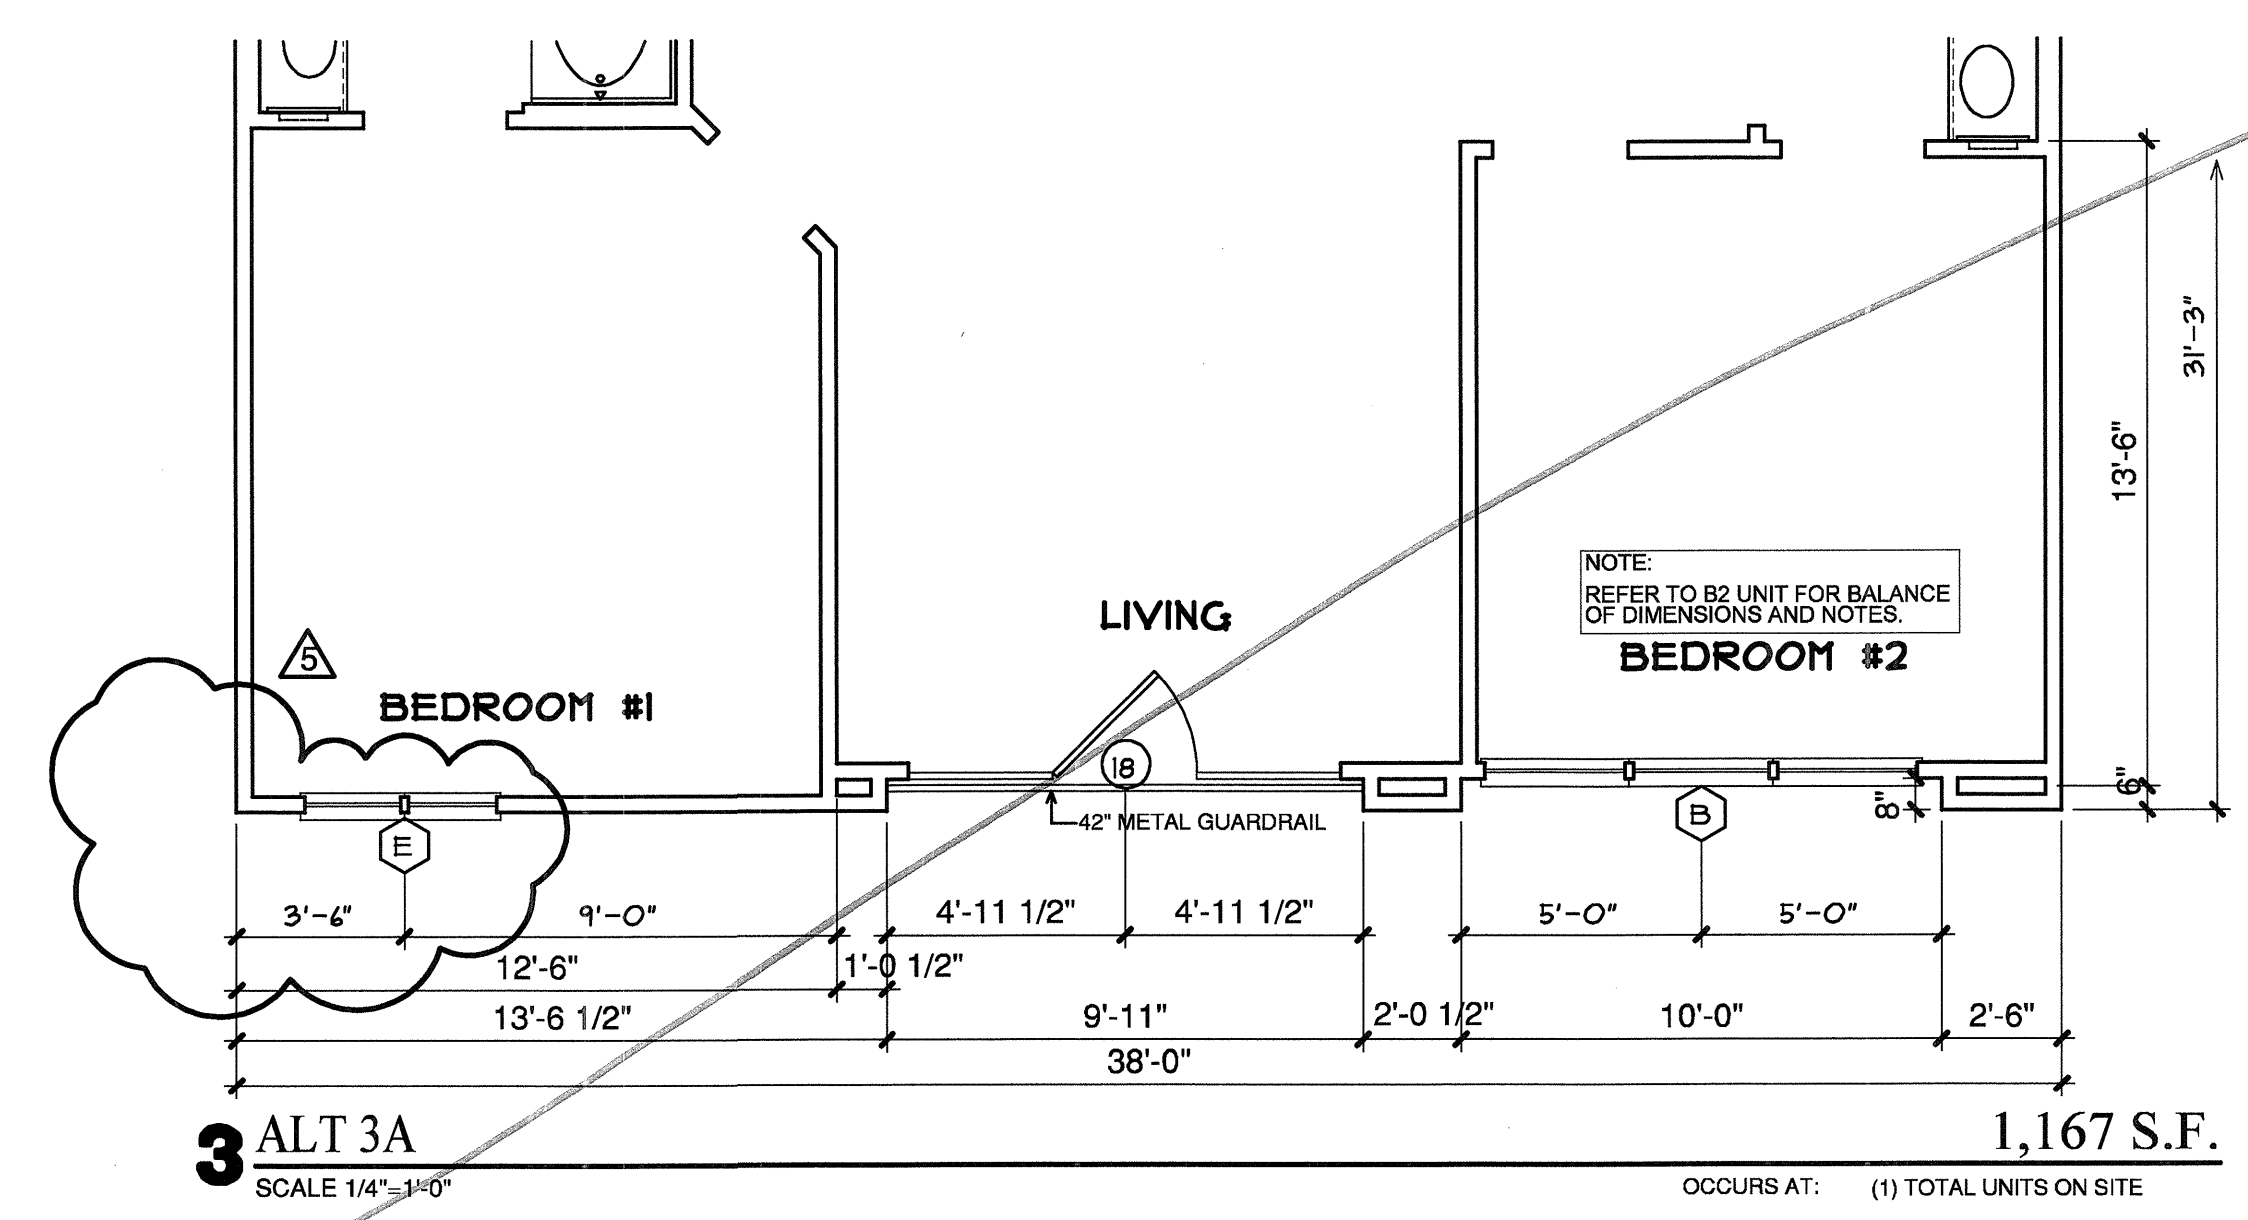 31'-3"
13'-6"
NOTE:
REFER TO B2 UNIT FOR BALANCE
OF DIMENSIONS AND NOTES.
LIVING
BEDROOM #2
5
BEDROOM #1
18
6"
8"
B
42" METAL GUARDRAIL
E
3'-6" 9'-0" 4'-11 1/2" 4'-11 1/2" 5'-0" 5'-0"
12'-6" 1'-0 1/2"
13'-6 1/2" 9'-11" 2'-0 1/2" 10'-0" 2'-6"
38'-0"
3 ALT 3A 1,167 S.F.
SCALE 1/4"=1'-0" OCCURS AT: (1) TOTAL UNITS ON SITE